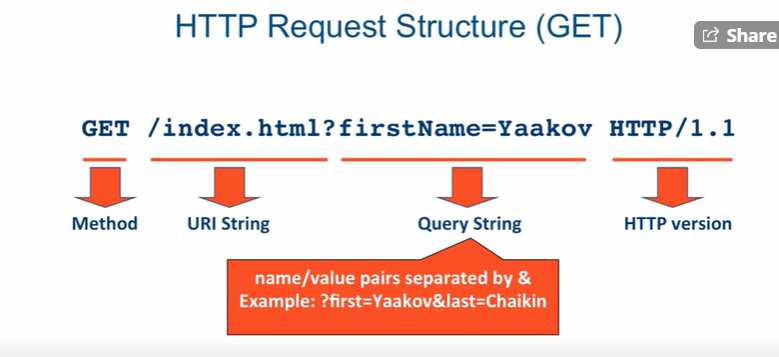 HTTP Request Structure (GET)
Share
GET /index.html?firstName=Yaakov HTTP/1.1
Method URI String Query String HTTP version
name/value pairs separated by &
Example: ?first=Yaakov&last=Chaikin